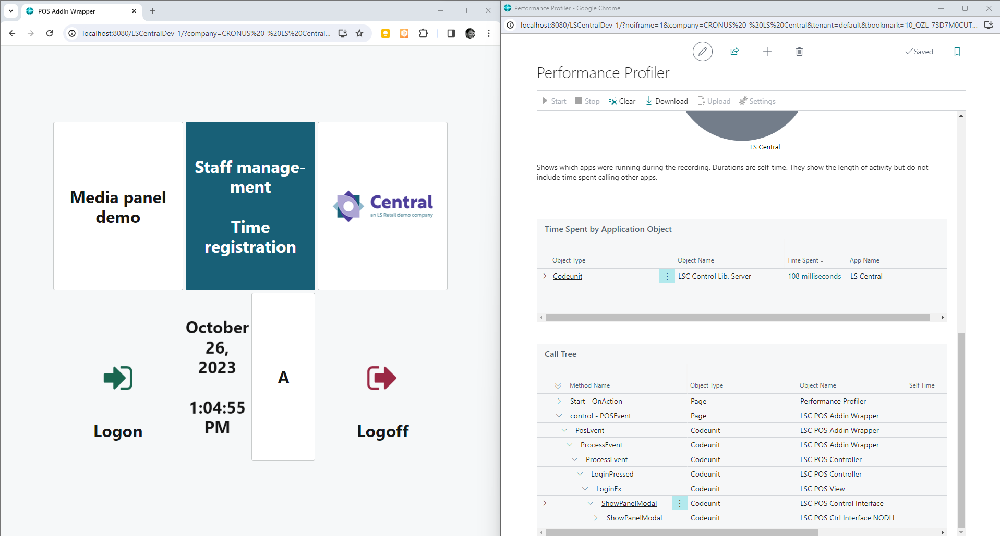 POS Addin Wrapper
localhost:8080/LSCentralDev-1/?company=CRONUS%20-%20LS%20Central...
Media panel
demo
Staff manage-
ment
Time
registration
Central
an LS Retail demo company
October
26,
2023
1:04:55
PM
A
Logon
Logoff
Performance Profiler - Google Chrome
localhost:8080/LSCentralDev-1/?noiframe=1&company=CRONUS%20-%20LS%20Central&tenant=default&bookmark=10_QZL-73D7M0CUT...
Saved
Performance Profiler
Start Stop Clear Download Upload Settings
LS Central
Shows which apps were running during the recording. Durations are self-time. They show the length of activity but do not
include time spent calling other apps.
Time Spent by Application Object
Object Type Object Name Time Spent ↓ App Name
Codeunit LSC Control Lib. Server 108 milliseconds LS Central
Call Tree
Method Name Object Type Object Name Self Time
Start - OnAction Page Performance Profiler
control - POSEvent Page LSC POS Addin Wrapper
PosEvent Codeunit LSC POS Addin Wrapper
ProcessEvent Codeunit LSC POS Addin Wrapper
ProcessEvent Codeunit LSC POS Controller
LoginPressed Codeunit LSC POS Controller
LoginEx Codeunit LSC POS View
ShowPanelModal Codeunit LSC POS Control Interface
ShowPanelModal Codeunit LSC POS Ctrl Interface NODLL